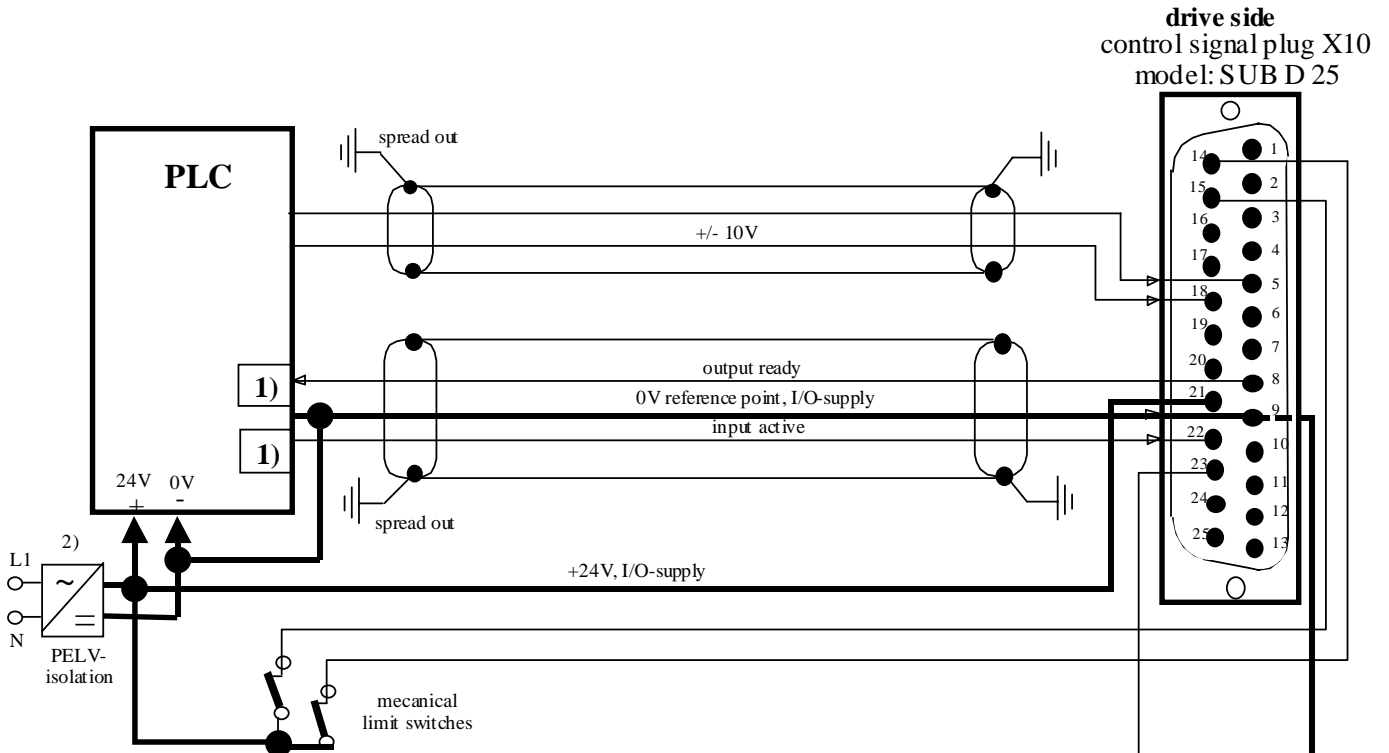 drive side
control signal plug X10
model: SUB D 25
PLC
spread out
+/- 10V
output ready
0V reference point, I/O-supply
input active
1)
1)
24V 0V
+ -
spread out
2)
L1
N
~
=
PELV-
isolation
+24V, I/O-supply
mecanical
limit switches
14
15
16
17
18
19
20
21
22
23
24
25
1
2
3
4
5
6
7
8
9
10
11
12
13